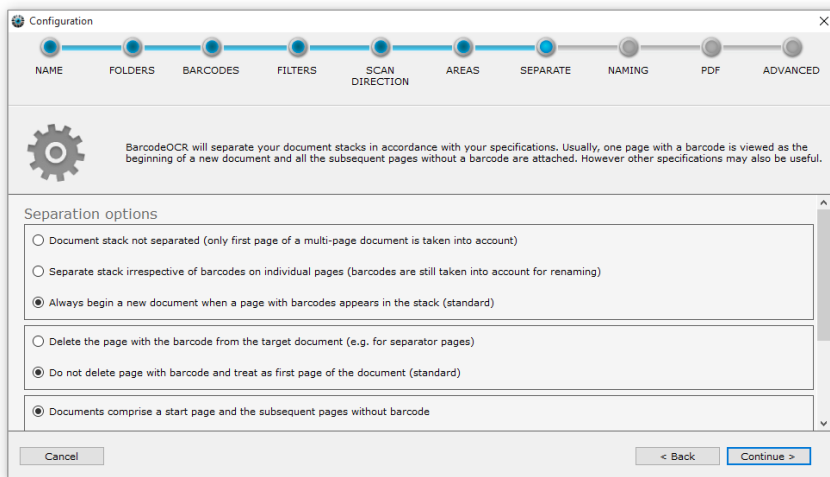 Configuration
NAME
FOLDERS
BARCODES
FILTERS
SCAN
DIRECTION
AREAS
SEPARATE
NAMING
PDF
ADVANCED
BarcodeOCR will separate your document stacks in accordance with your specifications. Usually, one page with a barcode is viewed as the
beginning of a new document and all the subsequent pages without a barcode are attached. However other specifications may also be useful.
Separation options
Document stack not separated (only first page of a multi-page document is taken into account)
Separate stack irrespective of barcodes on individual pages (barcodes are still taken into account for renaming)
Always begin a new document when a page with barcodes appears in the stack (standard)
Delete the page with the barcode from the target document (e.g. for separator pages)
Do not delete page with barcode and treat as first page of the document (standard)
Documents comprise a start page and the subsequent pages without barcode
Cancel
< Back
Continue >